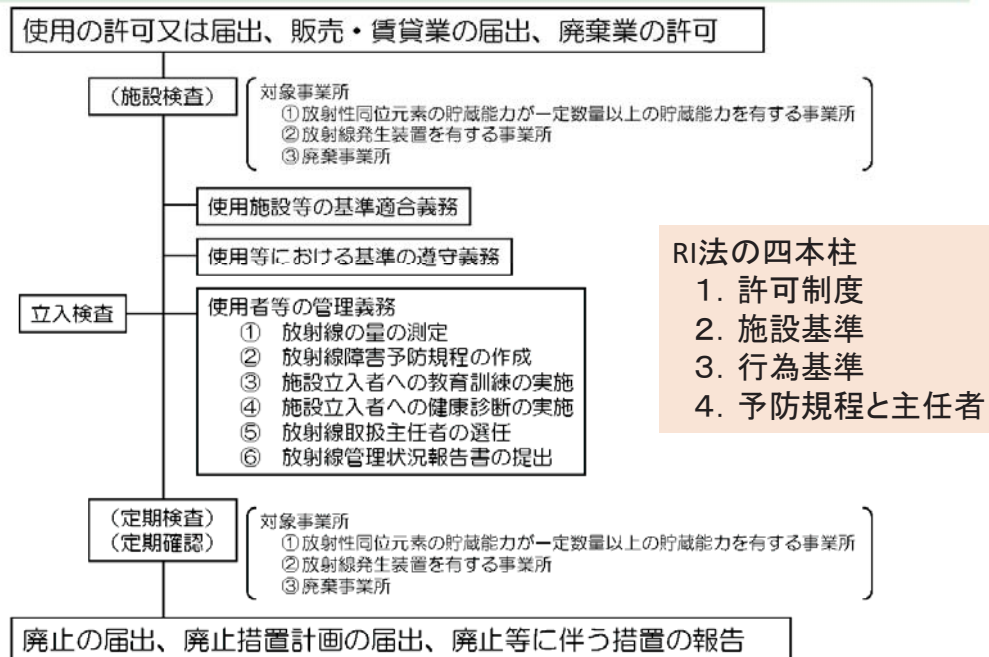 使用の許可又は届出、販売・賃貸業の届出、廃棄業の許可
(施設検査)
対象事業所
①放射性同位元素の貯蔵能力が一定数量以上の貯蔵能力を有する事業所
②放射線発生装置を有する事業所
③廃棄事業所
使用施設等の基準適合義務
使用等における基準の遵守義務
立入検査
使用者等の管理義務
① 放射線の量の測定
② 放射線障害予防規程の作成
③ 施設立入者への教育訓練の実施
④ 施設立入者への健康診断の実施
⑤ 放射線取扱主任者の選任
⑥ 放射線管理状況報告書の提出
RI法の四本柱
1. 許可制度
2. 施設基準
3. 行為基準
4. 予防規程と主任者
(定期検査)
(定期確認)
対象事業所
①放射性同位元素の貯蔵能力が一定数量以上の貯蔵能力を有する事業所
②放射線発生装置を有する事業所
③廃棄事業所
廃止の届出、廃止措置計画の届出、廃止等に伴う措置の報告